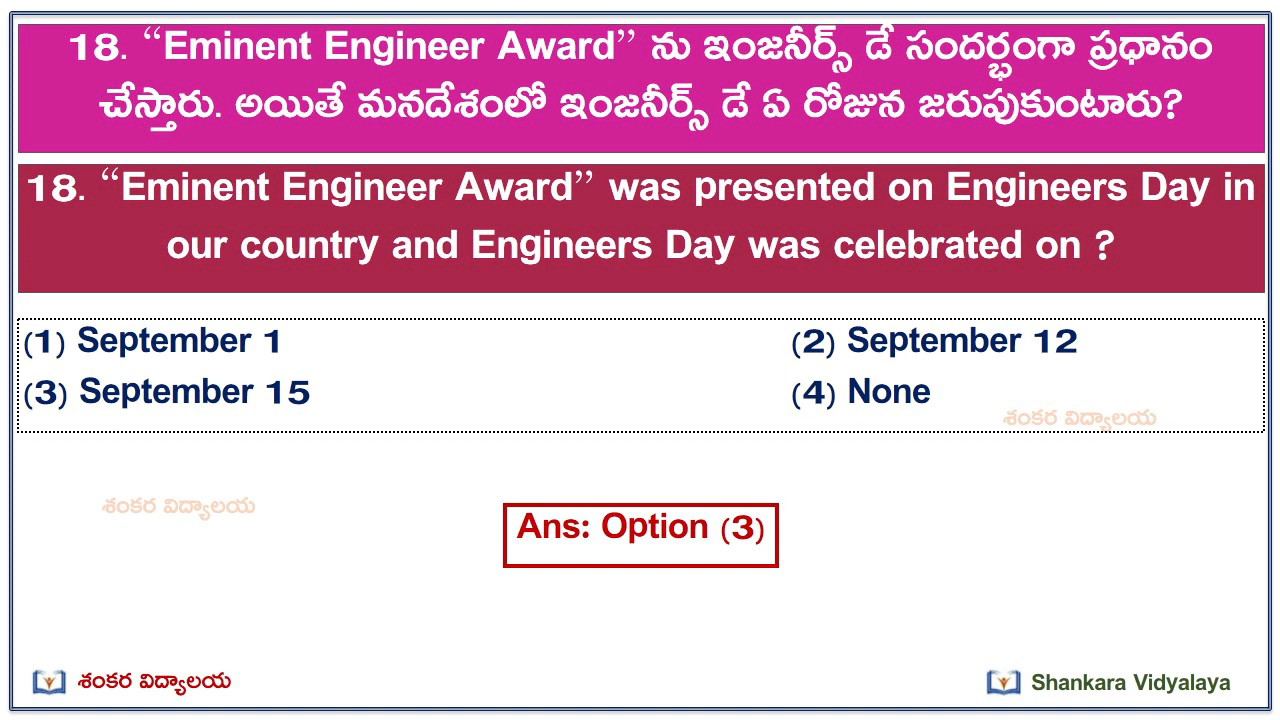 18. “Eminent Engineer Award” ను ఇంజనీర్స్ డే సందర్భంగా ప్రధానం
చేస్తారు. అయితే మనదేశంలో ఇంజనీర్స్ డే ఏ రోజున జరుపుకుంటారు?
18. “Eminent Engineer Award” was presented on Engineers Day in
our country and Engineers Day was celebrated on ?
(1) September 1 (2) September 12
(3) September 15 (4) None
శంకర విద్యాలయ
శంకర విద్యాలయ
Ans: Option (3)
శంకర విద్యాలయ Shankara Vidyalaya